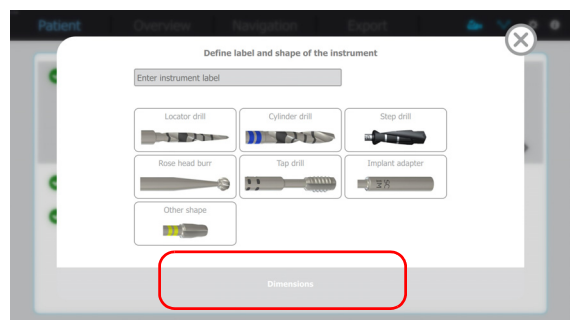 Patient Overview Navigation Export
Define label and shape of the instrument
Enter instrument label
Locator drill Cylinder drill Step drill
Rose head burr Tap drill Implant adapter
Other shape
Dimensions